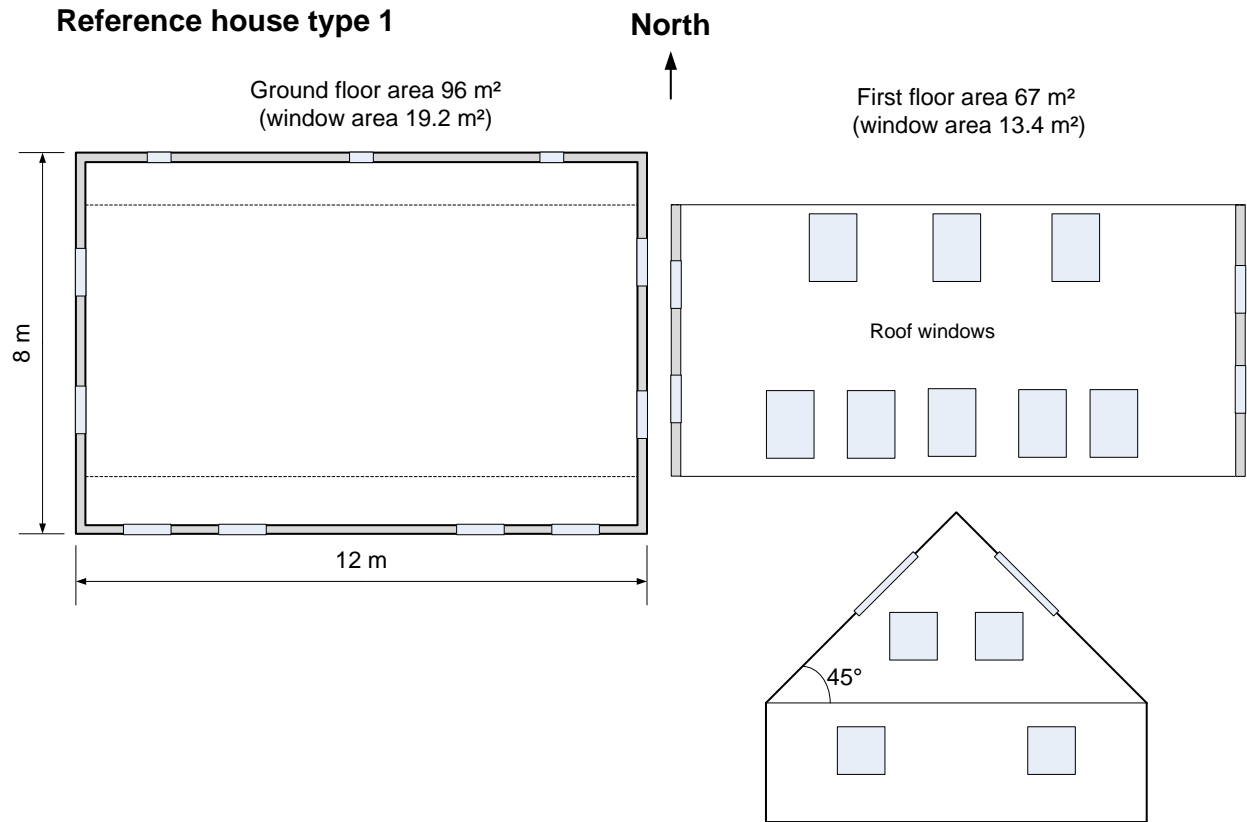 Reference house type 1
North
Ground floor area 96 m²
(window area 19.2 m²)
First floor area 67 m²
(window area 13.4 m²)
8 m
Roof windows
12 m
45°